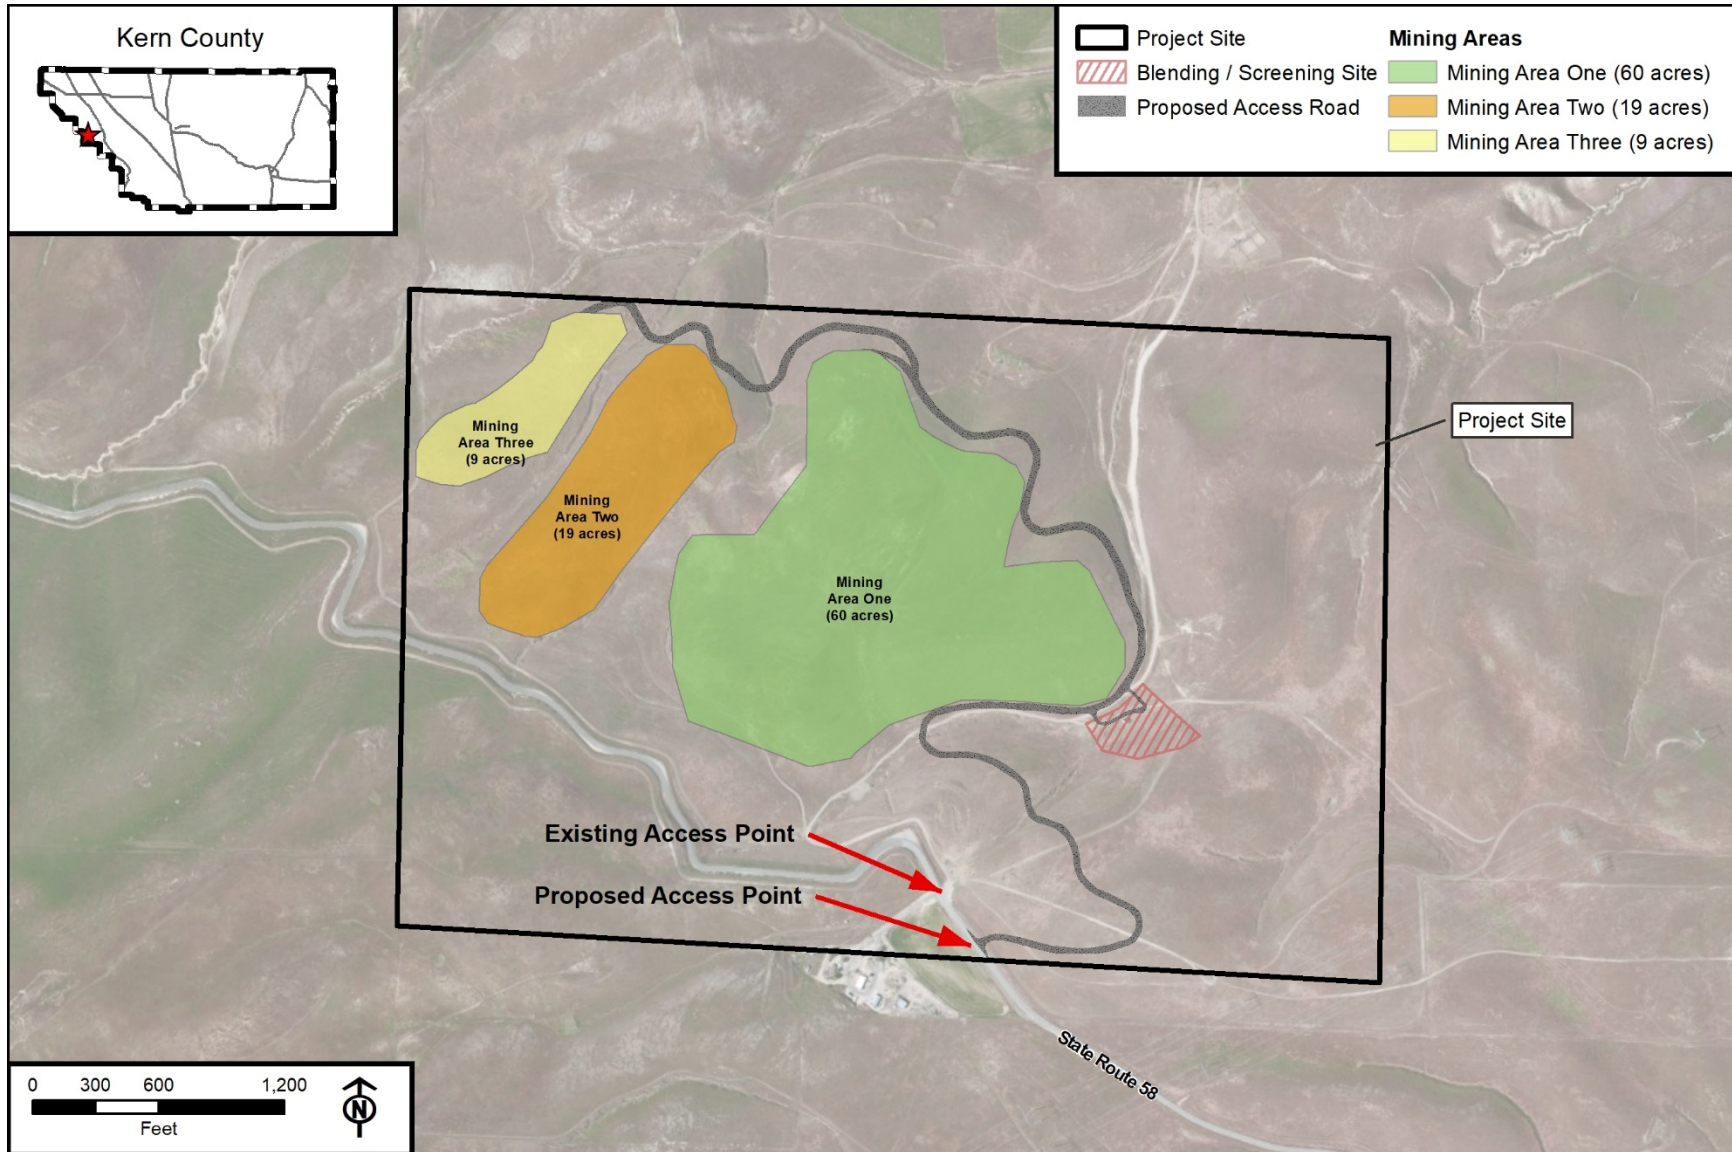 Kern County
Project Site
Blending / Screening Site
Proposed Access Road
Mining Areas
Mining Area One (60 acres)
Mining Area Two (19 acres)
Mining Area Three (9 acres)
Project Site
Mining
Area Three
(9 acres)
Mining
Area Two
(19 acres)
Mining
Area One
(60 acres)
Existing Access Point
Proposed Access Point
State Route 58
0 300 600 1,200
Feet
N